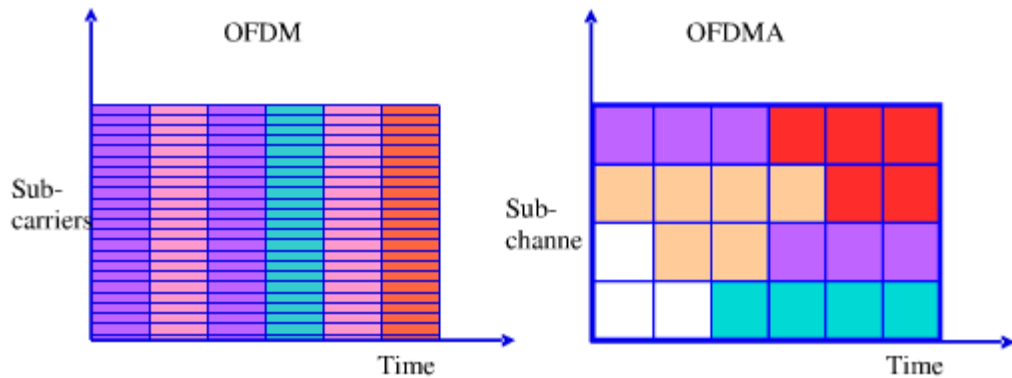 OFDM
Sub-
carriers
Time
OFDMA
Sub-
channe
Time